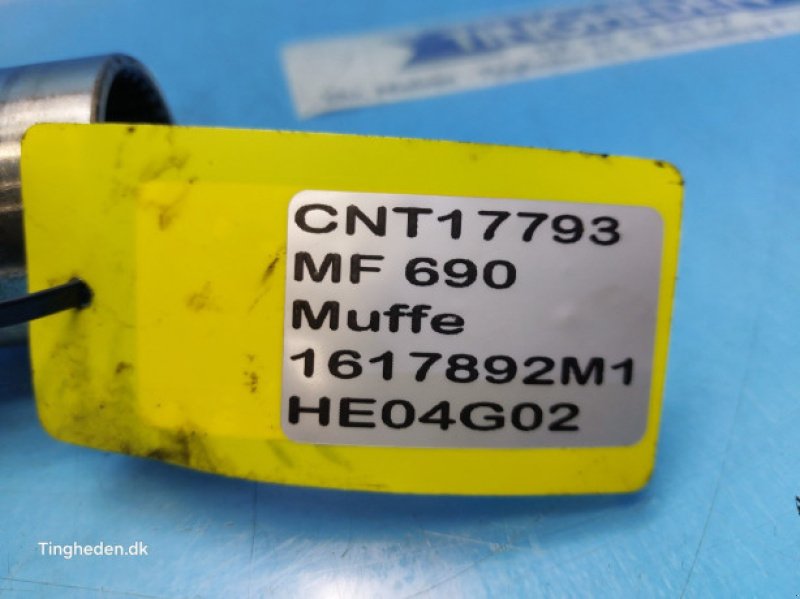 CNT17793
MF 690
Muffe
1617892M1
HE04G02
Tingheden.dk